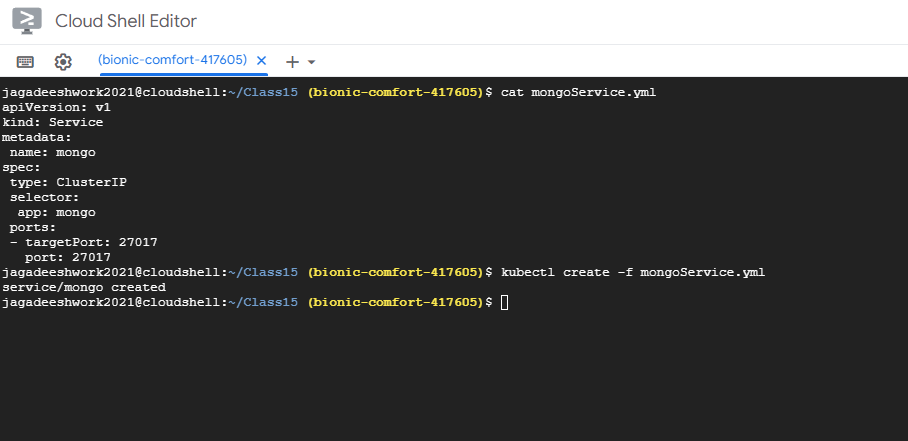 Cloud Shell Editor
(bionic-comfort-417605)
jagadeeshwork2021@cloudshell:~/Class15 (bionic-comfort-417605)$ cat mongoService.yml
apiVersion: v1
kind: Service
metadata:
 name: mongo
spec:
 type: ClusterIP
 selector:
  app: mongo
 ports:
 - targetPort: 27017
   port: 27017
jagadeeshwork2021@cloudshell:~/Class15 (bionic-comfort-417605)$ kubectl create -f mongoService.yml
service/mongo created
jagadeeshwork2021@cloudshell:~/Class15 (bionic-comfort-417605)$